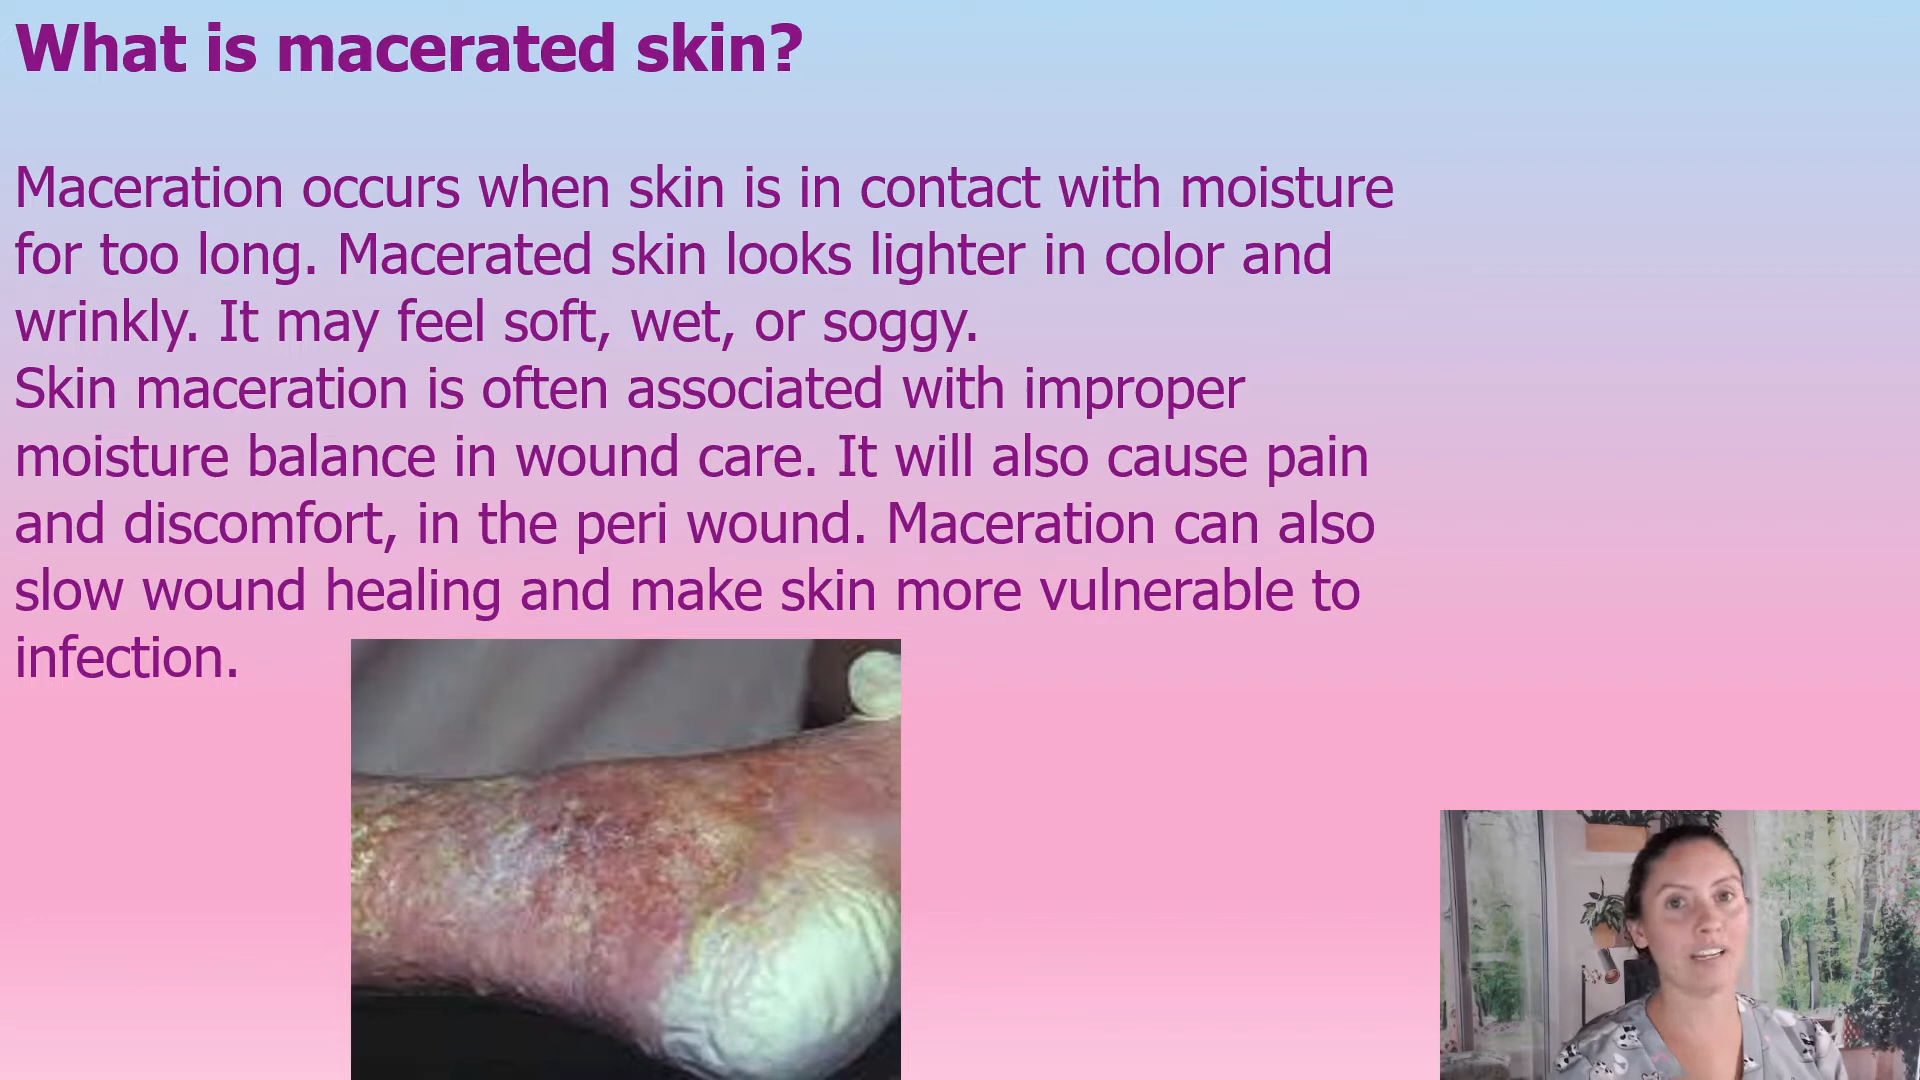 What is macerated skin?
Maceration occurs when skin is in contact with moisture
for too long. Macerated skin looks lighter in color and
wrinkly. It may feel soft, wet, or soggy.
Skin maceration is often associated with improper
moisture balance in wound care. It will also cause pain
and discomfort, in the peri wound. Maceration can also
slow wound healing and make skin more vulnerable to
infection.